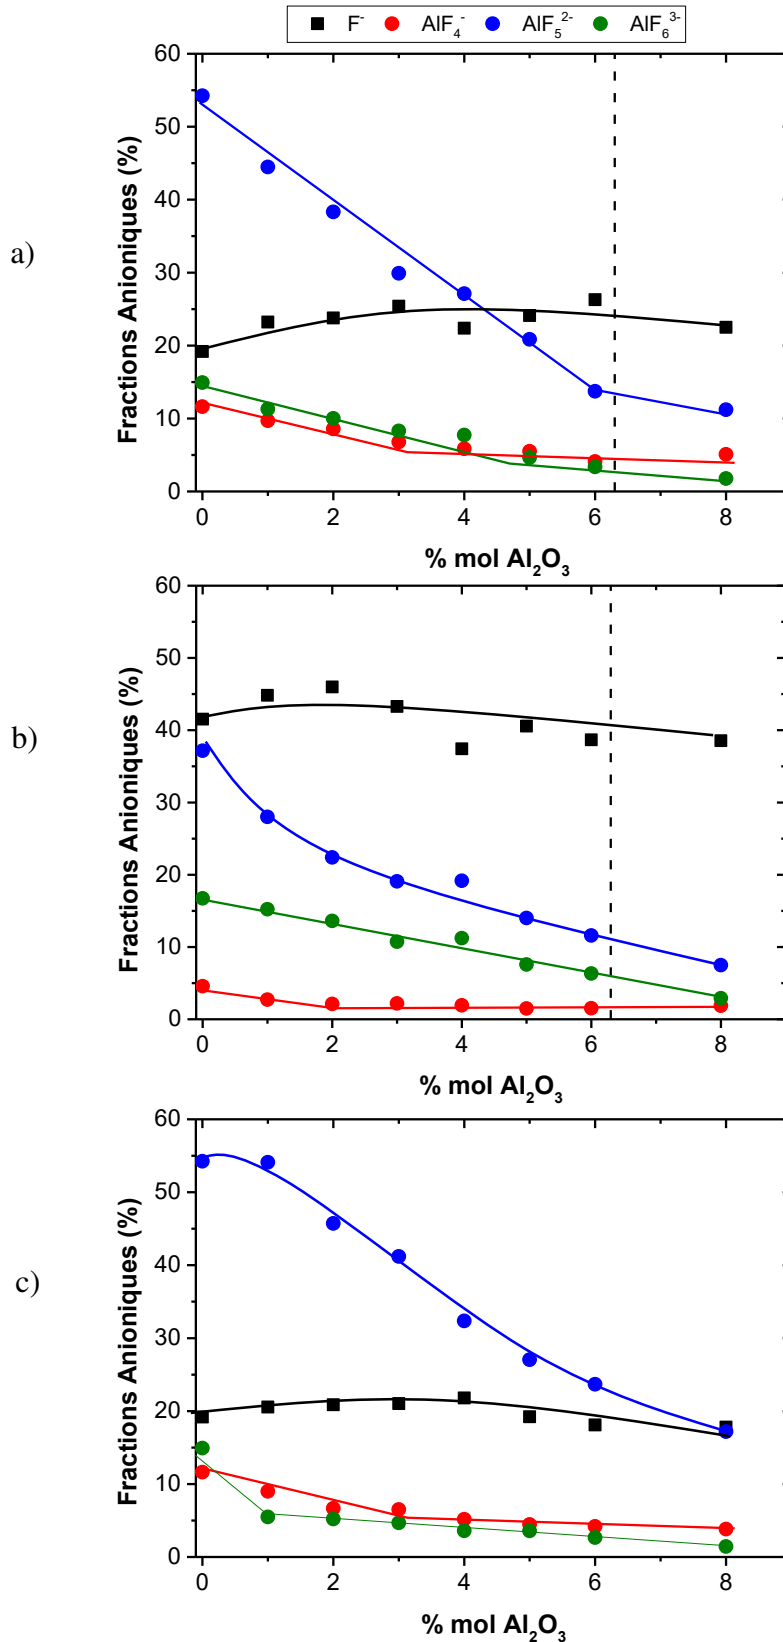 F⁻ AlF₄⁻ AlF₅²⁻ AlF₆³⁻
a)
Fractions Anioniques (%)
60
50
40
30
20
10
0
0 2 4 6 8
% mol Al₂O₃
b)
Fractions Anioniques (%)
60
50
40
30
20
10
0
0 2 4 6 8
% mol Al₂O₃
c)
Fractions Anioniques (%)
60
50
40
30
20
10
0
0 2 4 6 8
% mol Al₂O₃